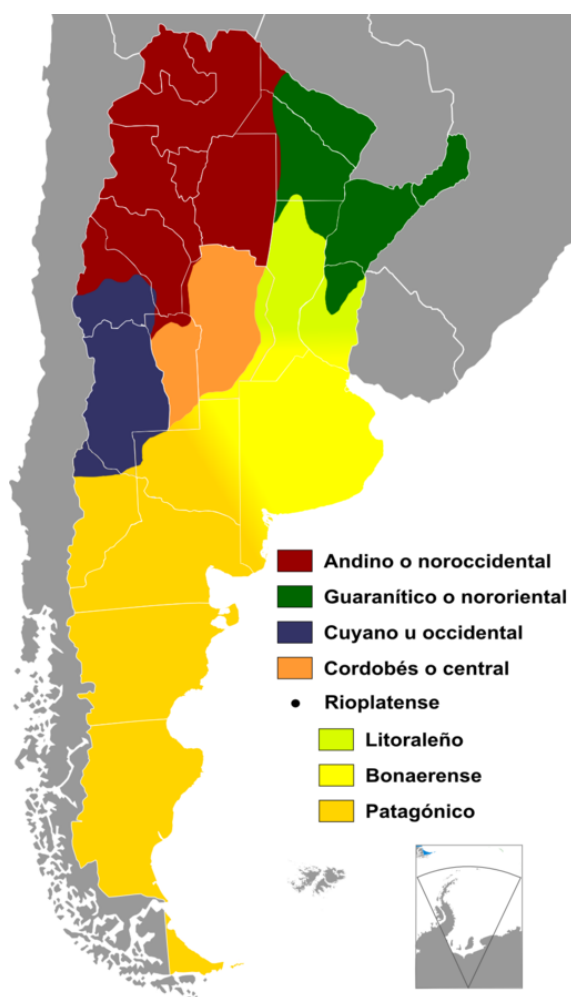 Andino o noroccidental
Guaranítico o nororiental
Cuyano u occidental
Cordobés o central
Rioplatense
Litoraleño
Bonaerense
Patagónico